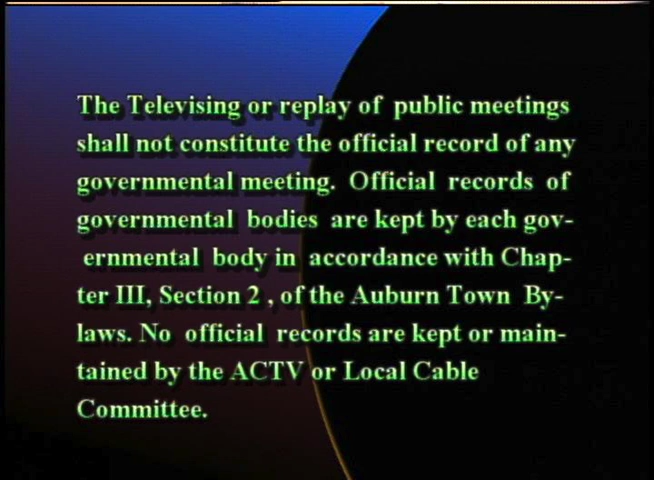 The Televising or replay of public meetings
shall not constitute the official record of any
governmental meeting. Official records of
governmental bodies are kept by each gov-
ernmental body in accordance with Chap-
ter III, Section 2 , of the Auburn Town By-
laws. No official records are kept or main-
tained by the ACTV or Local Cable
Committee.